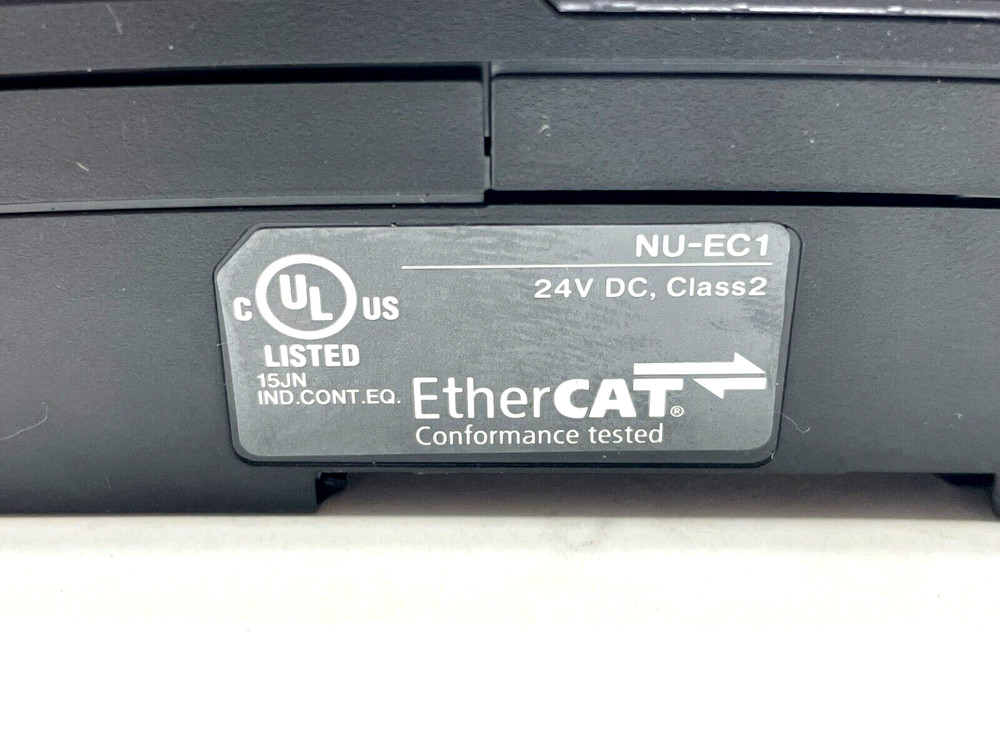 NU-EC1
24V DC, Class2
C UL US
LISTED
15JN
IND.CONT.EQ.
EtherCAT®
Conformance tested